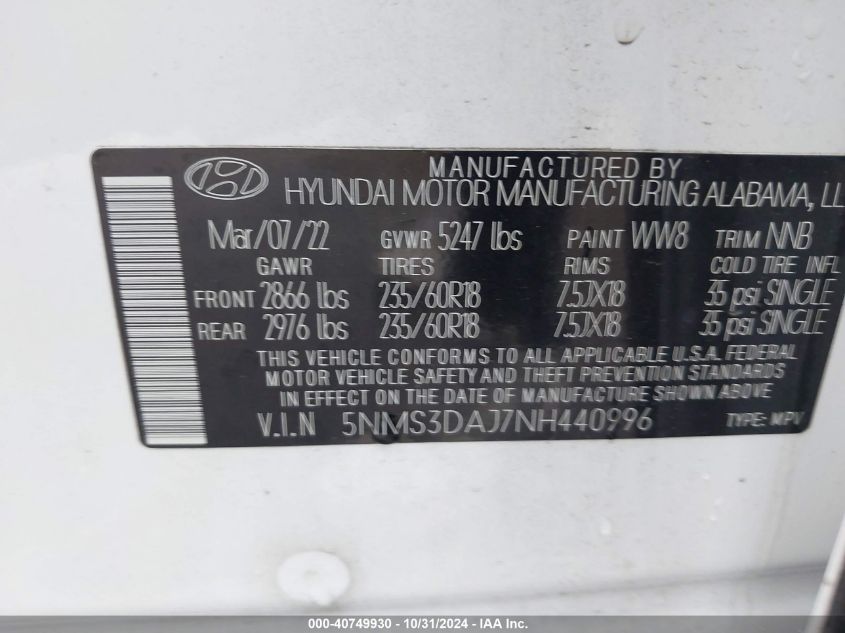 MANUFACTURED BY
HYUNDAI MOTOR MANUFACTURING ALABAMA, LL
Mar/07/22 GVWR 5247 lbs PAINT WW8 TRIM NNB
GAWR TIRES RIMS COLD TIRE INFL
FRONT 2866 lbs 235/60R18 7.5JX18 35 psi SINGLE
REAR 2976 lbs 235/60R18 7.5JX18 35 psi SINGLE
THIS VEHICLE CONFORMS TO ALL APPLICABLE U.S.A. FEDERAL
MOTOR VEHICLE SAFETY AND THEFT PREVENTION STANDARDS
IN EFFECT ON THE DATE OF MANUFACTURE SHOWN ABOVE.
V.I.N 5NMS3DAJ7NH440996 TYPE: MPV
000-40749930 - 10/31/2024 - IAA Inc.